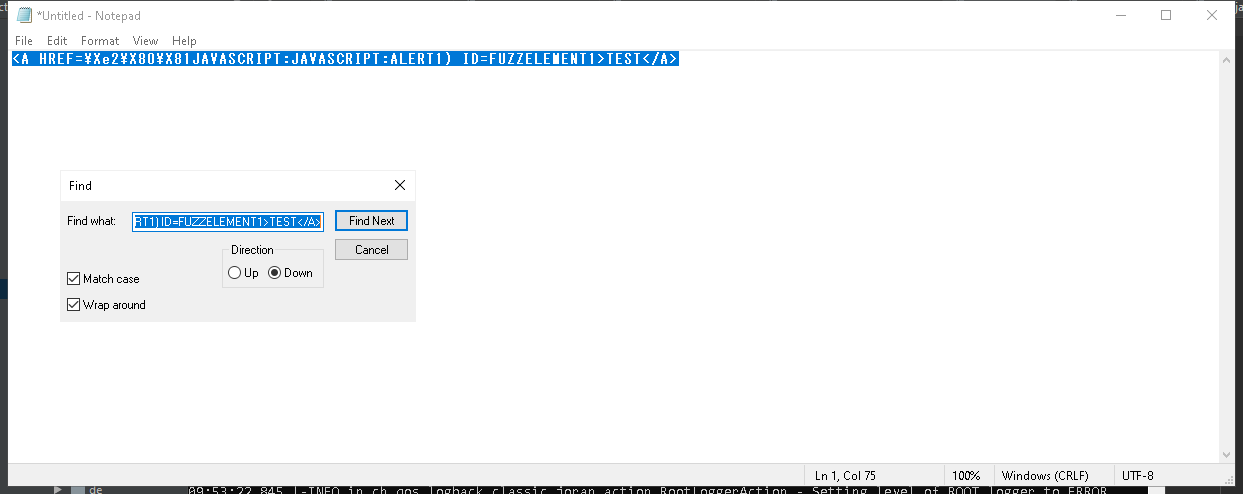 *Untitled - Notepad
File Edit Format View Help
<A HREF=¥Xe2¥X80¥X81JAVASCRIPT:JAVASCRIPT:ALERT1) ID=FUZZELEMENT1>TEST</A>
Find
Find what: RT1) ID=FUZZELEMENT1>TEST</A> Find Next
Direction Cancel
Up Down
Match case
Wrap around
Ln 1, Col 75 100% Windows (CRLF) UTF-8
de 09:53:22,845 |-INFO in ch.qos.logback.classic.joran.action.RootLoggerAction - Setting level of ROOT logger to ERROR